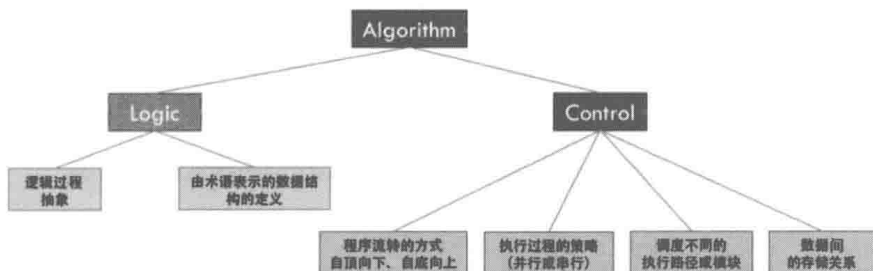 Algorithm
Logic
Control
逻辑过程
抽象
由术语表示的数据结
构的定义
程序流转的方式
自顶向下、自底向上
执行过程的策略
(并行或串行)
调度不同的
执行路径或模块
数据间
的存储关系